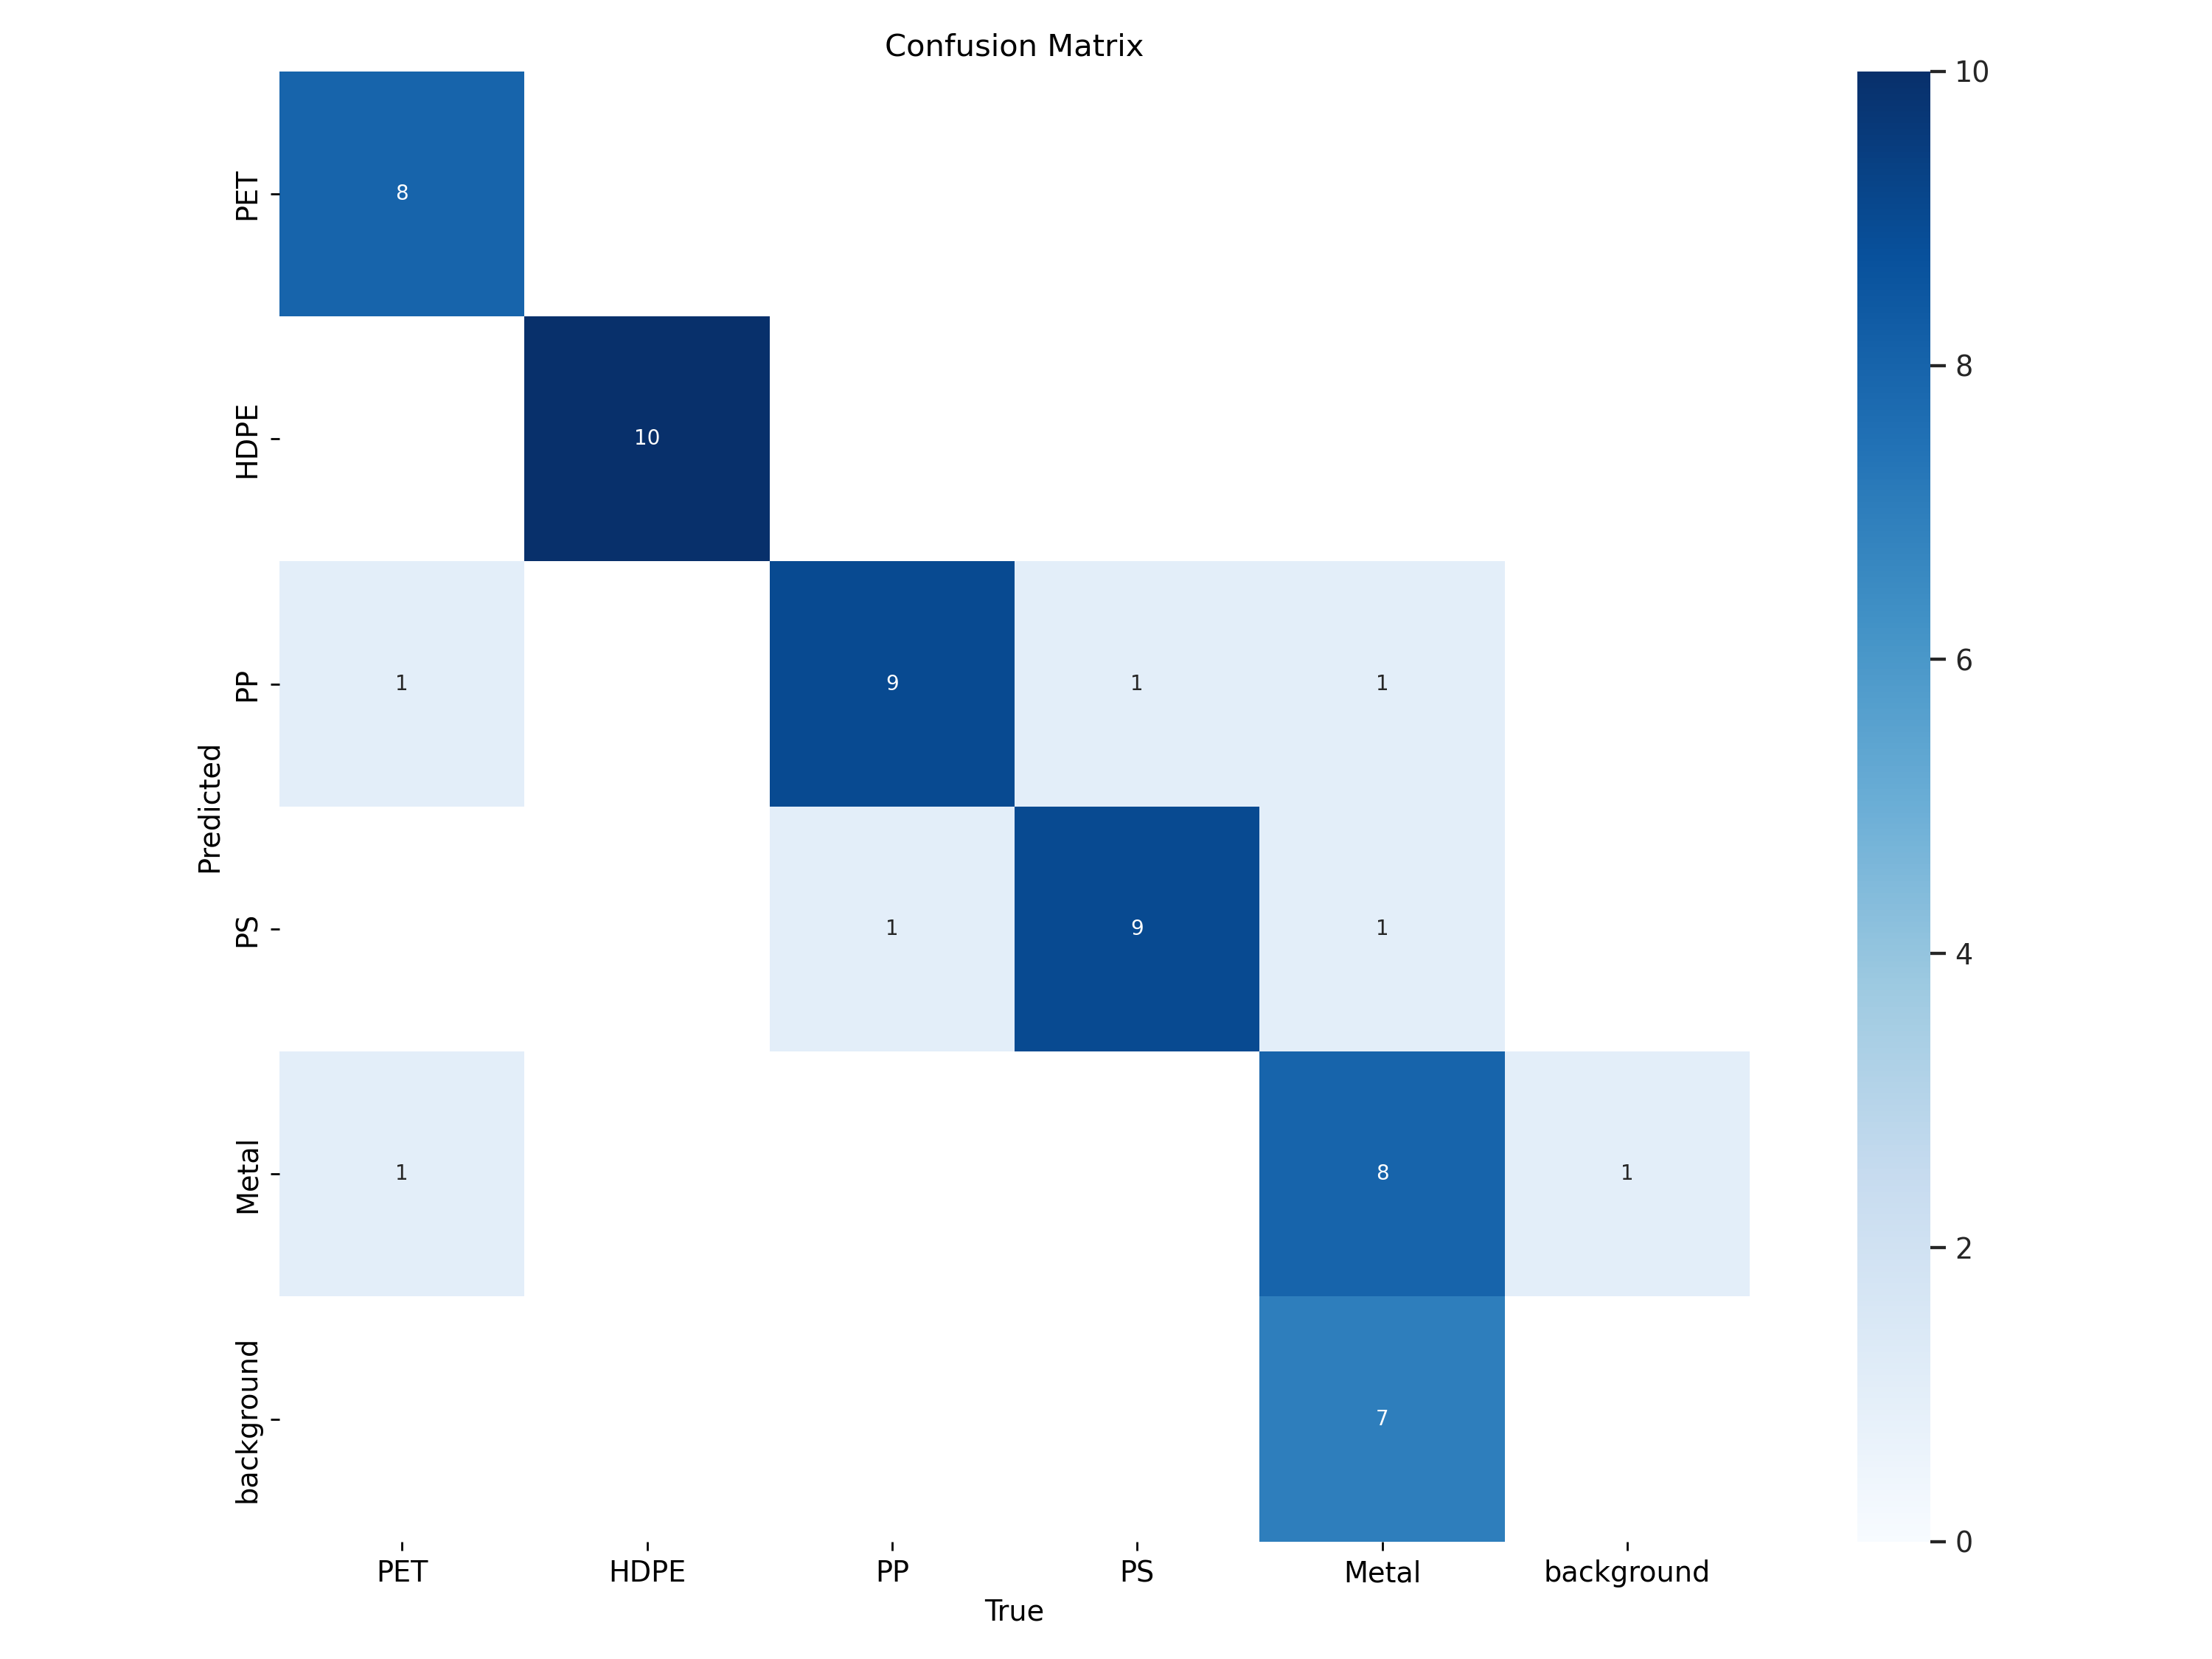 Confusion Matrix
PET
8
HDPE
10
PP
1 9 1 1
PS
1 9 1
Metal
1 8 1
background
7
PET HDPE PP PS Metal background
True
Predicted
10
8
6
4
2
0